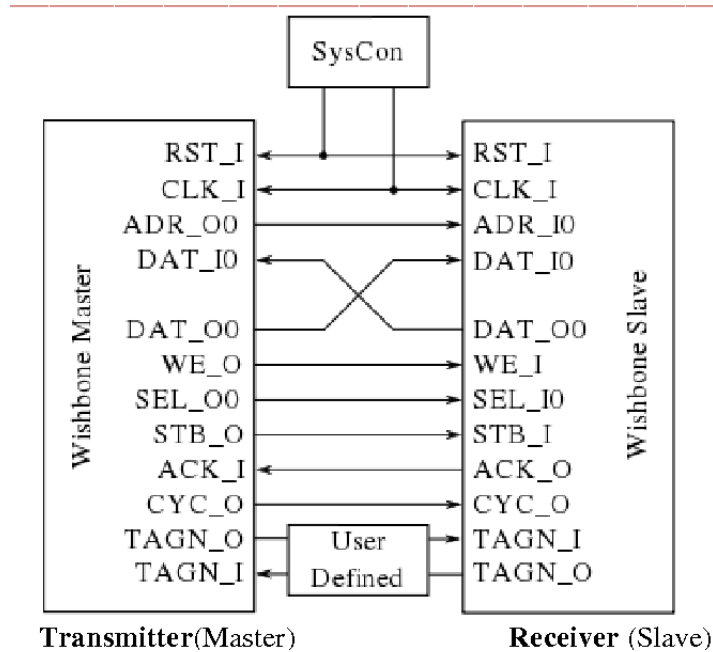 SysCon
Wishbone Master
RST_I
CLK_I
ADR_O0
DAT_I0
DAT_O0
WE_O
SEL_O0
STB_O
ACK_I
CYC_O
TAGN_O
TAGN_I
User
Defined
RST_I
CLK_I
ADR_I0
DAT_I0
DAT_O0
WE_I
SEL_I0
STB_I
ACK_O
CYC_O
TAGN_I
TAGN_O
Wishbone Slave
Transmitter(Master)
Receiver (Slave)